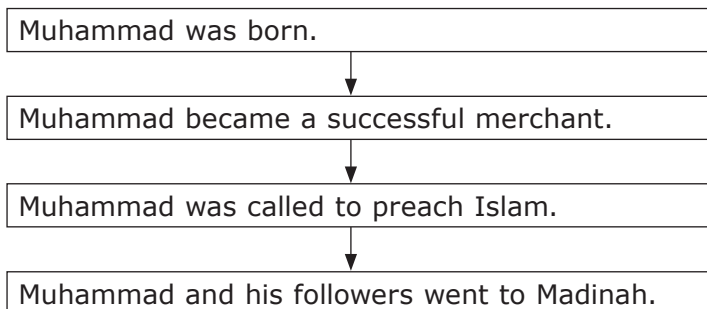 Muhammad was born.
Muhammad became a successful merchant.
Muhammad was called to preach Islam.
Muhammad and his followers went to Madinah.